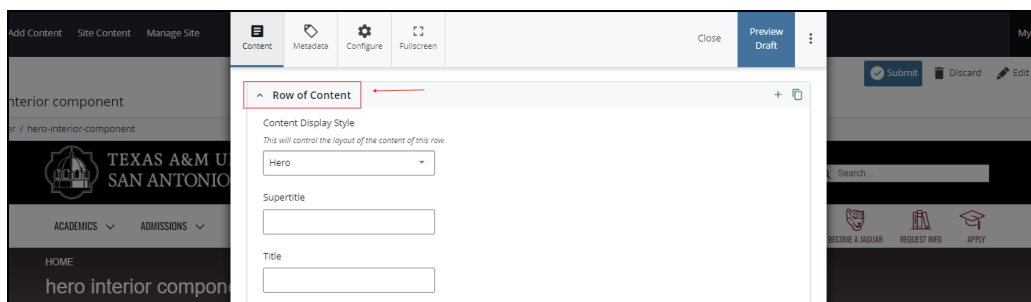 Add Content Site Content Manage Site
Content Metadata Configure Fullscreen
Close
Preview
Draft
My
Submit Discard Edit
interior component
Row of Content
/ hero-interior-component
Content Display Style
This will control the layout of the content of this row.
TEXAS A&M U
SAN ANTONIO
Hero
Search...
Supertitle
ACADEMICS ADMISSIONS
BECOME A JAGUAR REQUEST INFO APPLY
Title
HOME
hero interior compon